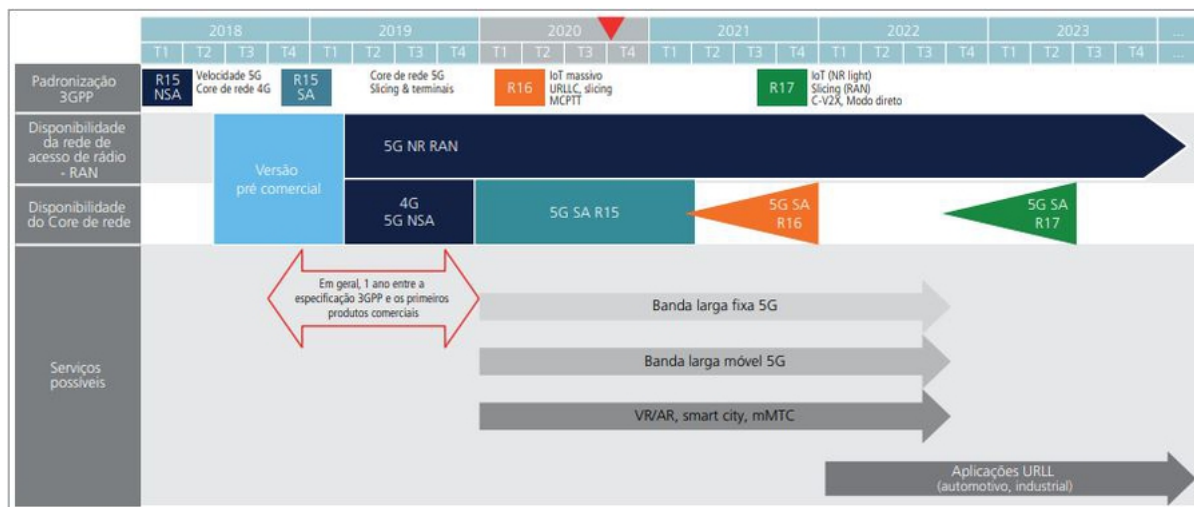 2018 2019 2020 2021 2022 2023 ...
T1 T2 T3 T4 T1 T2 T3 T4 T1 T2 T3 T4 T1 T2 T3 T4 T1 T2 T3 T4 T1 T2 T3 T4 ...
Padronização
3GPP
R15
NSA
Velocidade 5G
Core de rede 4G
R15
SA
Core de rede 5G
Slicing & terminais
R16
IoT massivo
URLLC, slicing
MCPTT
R17
IoT (NR light)
Slicing (RAN)
C-V2X, Modo direto
Disponibilidade
da rede de
acesso de rádio
- RAN
Versão
pré comercial
5G NR RAN
Disponibilidade
do Core de rede
4G
5G NSA
5G SA R15
5G SA
R16
5G SA
R17
Serviços
possíveis
Em geral, 1 ano entre a
especificação 3GPP e os primeiros
produtos comerciais
Banda larga fixa 5G
Banda larga móvel 5G
VR/AR, smart city, mMTC
Aplicações URLL
(automotivo, industrial)